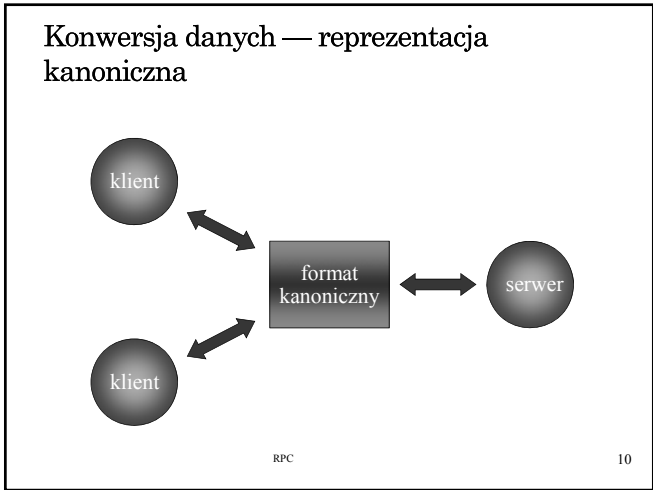 Konwersja danych — reprezentacja
kanoniczna
klient
format
kanoniczny
serwer
klient
RPC
10